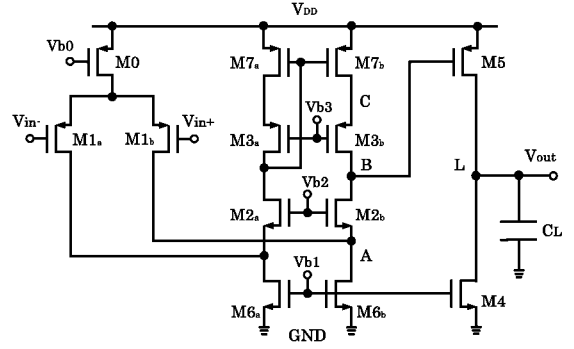 VDD
Vb0
M0
M7a
M7b
M5
C
Vb3
Vin-
Vin+
M1a
M1b
M3a
M3b
B
L
Vout
Vb2
M2a
M2b
CL
A
Vb1
M6a
M6b
M4
GND